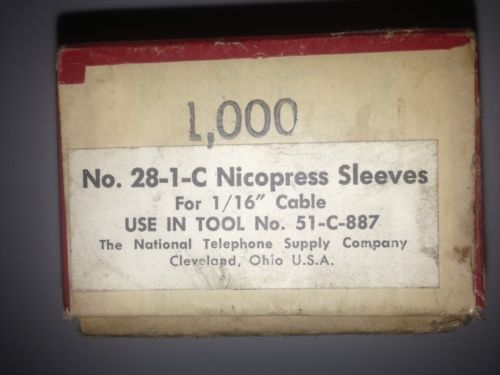 1,000
No. 28-1-C Nicopress Sleeves
For 1/16" Cable
USE IN TOOL No. 51-C-887
The National Telephone Supply Company
Cleveland, Ohio U.S.A.